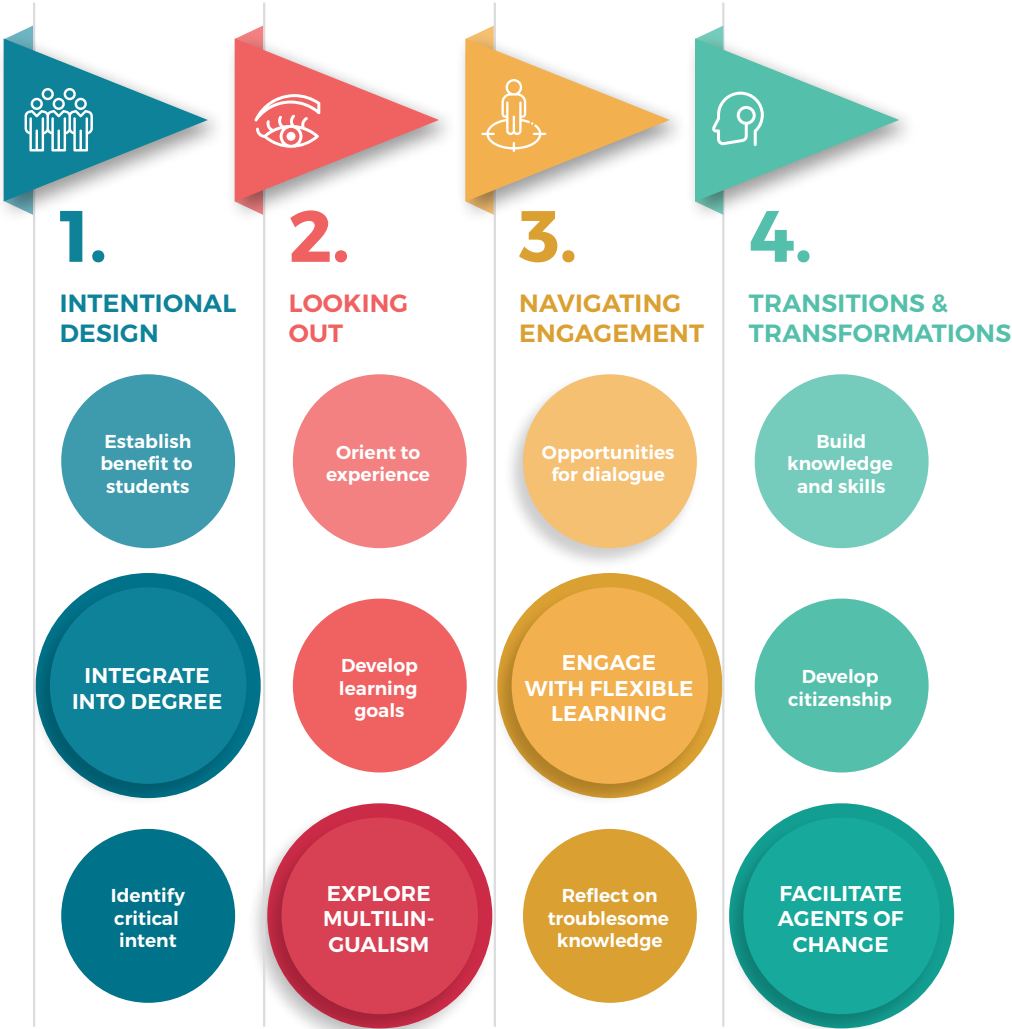 1.
INTENTIONAL
DESIGN
Establish
benefit to
students
INTEGRATE
INTO DEGREE
Identify
critical
intent
2.
LOOKING
OUT
Orient to
experience
Develop
learning
goals
EXPLORE
MULTILIN-
GUALISM
3.
NAVIGATING
ENGAGEMENT
Opportunities
for dialogue
ENGAGE
WITH FLEXIBLE
LEARNING
Reflect on
troublesome
knowledge
4.
TRANSITIONS &
TRANSFORMATIONS
Build
knowledge
and skills
Develop
citizenship
FACILITATE
AGENTS OF
CHANGE